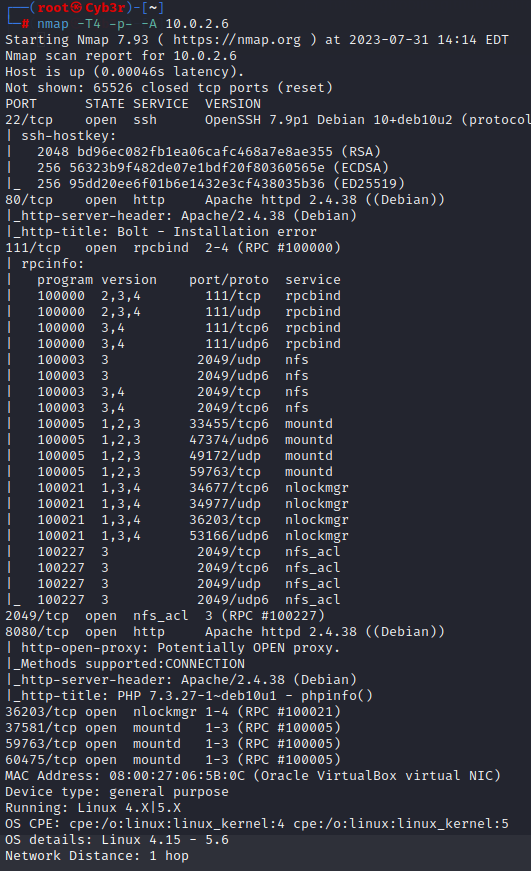 ┌──(root㉿Cyb3r)-[~]
└─# nmap -T4 -p- -A 10.0.2.6
Starting Nmap 7.93 ( https://nmap.org ) at 2023-07-31 14:14 EDT
Nmap scan report for 10.0.2.6
Host is up (0.00046s latency).
Not shown: 65526 closed tcp ports (reset)
PORT      STATE SERVICE  VERSION
22/tcp    open  ssh      OpenSSH 7.9p1 Debian 10+deb10u2 (protocol
| ssh-hostkey:
|   2048 bd96ec082fb1ea06cafc468a7e8ae355 (RSA)
|   256 56323b9f482de07e1bdf20f80360565e (ECDSA)
|_  256 95dd20ee6f01b6e1432e3cf438035b36 (ED25519)
80/tcp    open  http     Apache httpd 2.4.38 ((Debian))
|_http-server-header: Apache/2.4.38 (Debian)
|_http-title: Bolt - Installation error
111/tcp   open  rpcbind  2-4 (RPC #100000)
| rpcinfo:
|   program version    port/proto  service
|   100000  2,3,4        111/tcp   rpcbind
|   100000  2,3,4        111/udp   rpcbind
|   100000  3,4          111/tcp6  rpcbind
|   100000  3,4          111/udp6  rpcbind
|   100003  3           2049/udp   nfs
|   100003  3           2049/udp6  nfs
|   100003  3,4         2049/tcp   nfs
|   100003  3,4         2049/tcp6  nfs
|   100005  1,2,3      33455/tcp6  mountd
|   100005  1,2,3      47374/udp6  mountd
|   100005  1,2,3      49172/udp   mountd
|   100005  1,2,3      59763/tcp   mountd
|   100021  1,3,4      34677/tcp6  nlockmgr
|   100021  1,3,4      34977/udp   nlockmgr
|   100021  1,3,4      36203/tcp   nlockmgr
|   100021  1,3,4      53166/udp6  nlockmgr
|   100227  3           2049/tcp   nfs_acl
|   100227  3           2049/tcp6  nfs_acl
|   100227  3           2049/udp   nfs_acl
|_  100227  3           2049/udp6  nfs_acl
2049/tcp  open  nfs_acl  3 (RPC #100227)
8080/tcp  open  http     Apache httpd 2.4.38 ((Debian))
| http-open-proxy: Potentially OPEN proxy.
|_Methods supported:CONNECTION
|_http-server-header: Apache/2.4.38 (Debian)
|_http-title: PHP 7.3.27-1~deb10u1 - phpinfo()
36203/tcp open  nlockmgr 1-4 (RPC #100021)
37581/tcp open  mountd   1-3 (RPC #100005)
59763/tcp open  mountd   1-3 (RPC #100005)
60475/tcp open  mountd   1-3 (RPC #100005)
MAC Address: 08:00:27:06:5B:0C (Oracle VirtualBox virtual NIC)
Device type: general purpose
Running: Linux 4.X|5.X
OS CPE: cpe:/o:linux:linux_kernel:4 cpe:/o:linux:linux_kernel:5
OS details: Linux 4.15 - 5.6
Network Distance: 1 hop